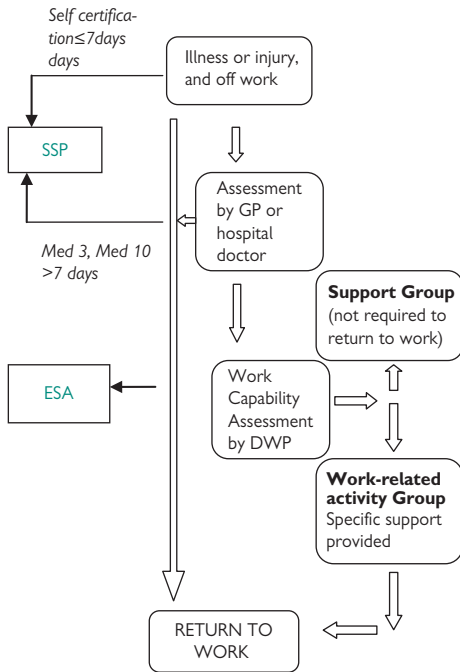 Self certifica-
tion≤7days
days
Illness or injury,
and off work
SSP
Assessment
by GP or
hospital
doctor
Med 3, Med 10
>7 days
Support Group
(not required to
return to work)
ESA
Work
Capability
Assessment
by DWP
Work-related
activity Group
Specific support
provided
RETURN TO
WORK